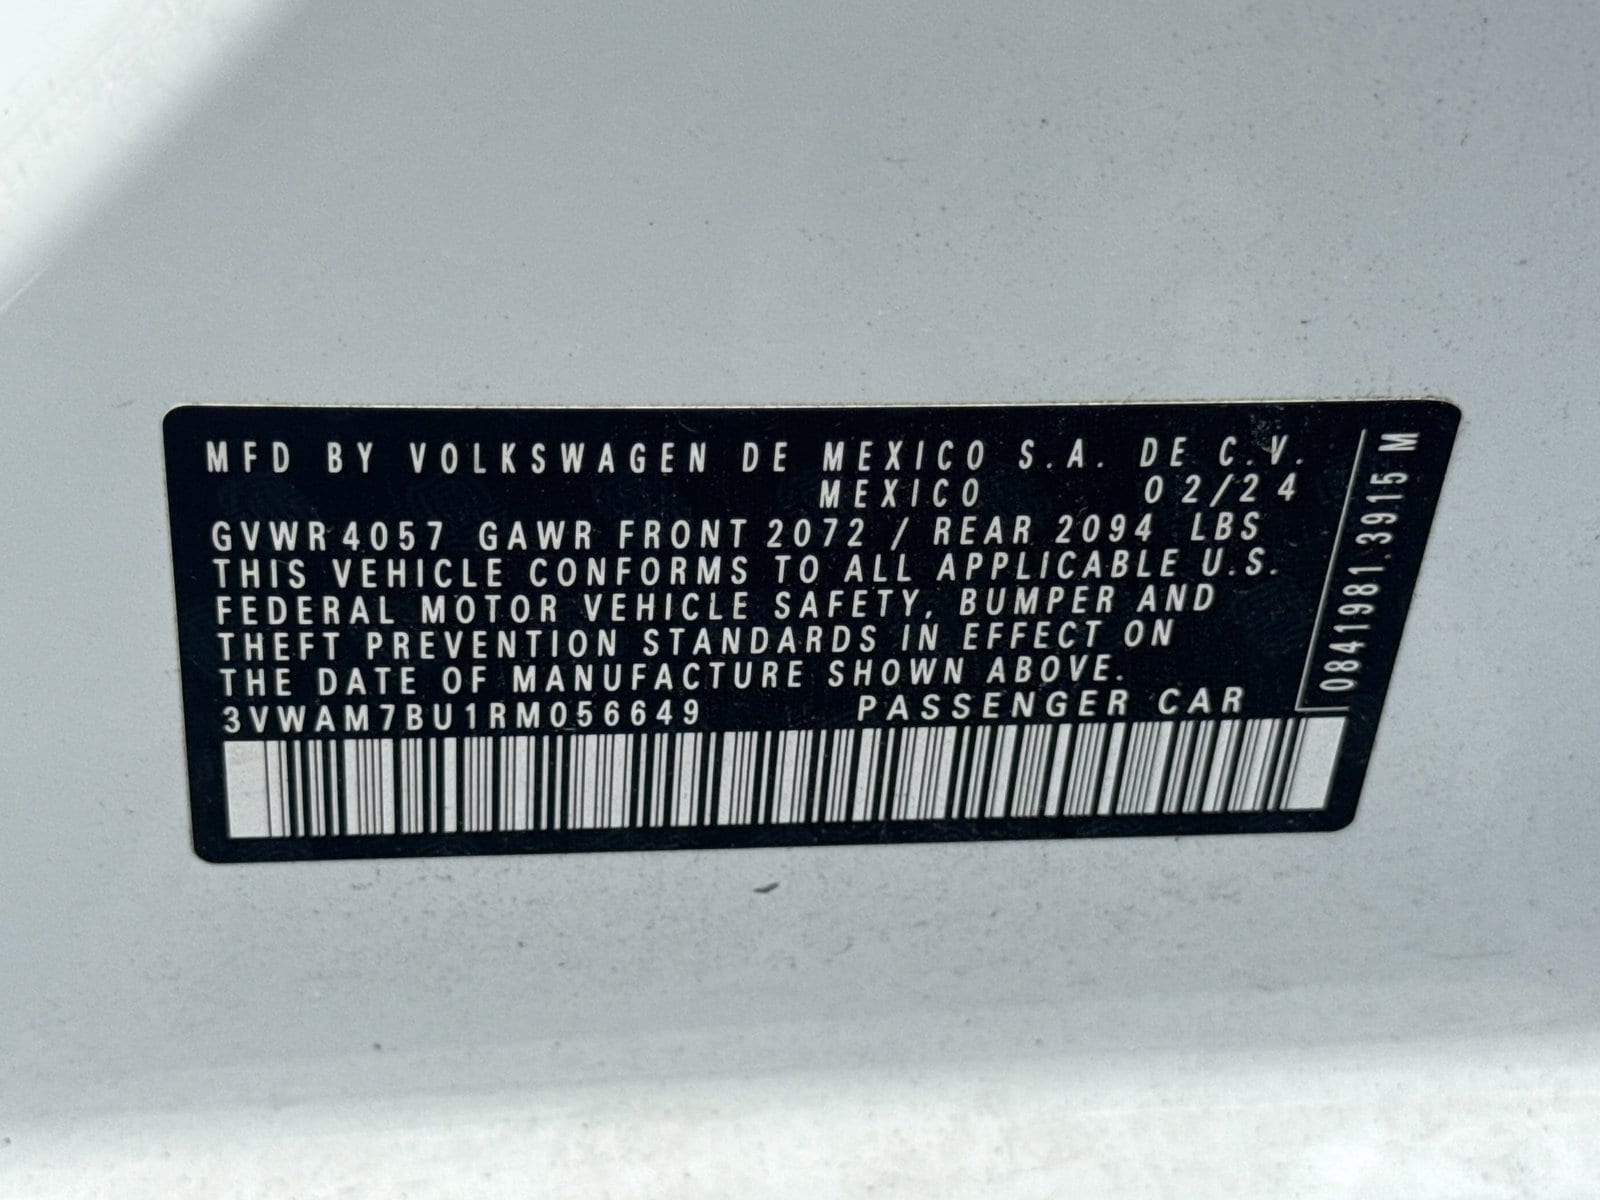 MFD BY VOLKSWAGEN DE MEXICO S.A. DE C.V.
MEXICO 02/24
GVWR 4057 GAWR FRONT 2072 / REAR 2094 LBS
THIS VEHICLE CONFORMS TO ALL APPLICABLE U.S.
FEDERAL MOTOR VEHICLE SAFETY, BUMPER AND
THEFT PREVENTION STANDARDS IN EFFECT ON
THE DATE OF MANUFACTURE SHOWN ABOVE.
3VWAM7BU1RM056649 PASSENGER CAR
0841981.3915 M